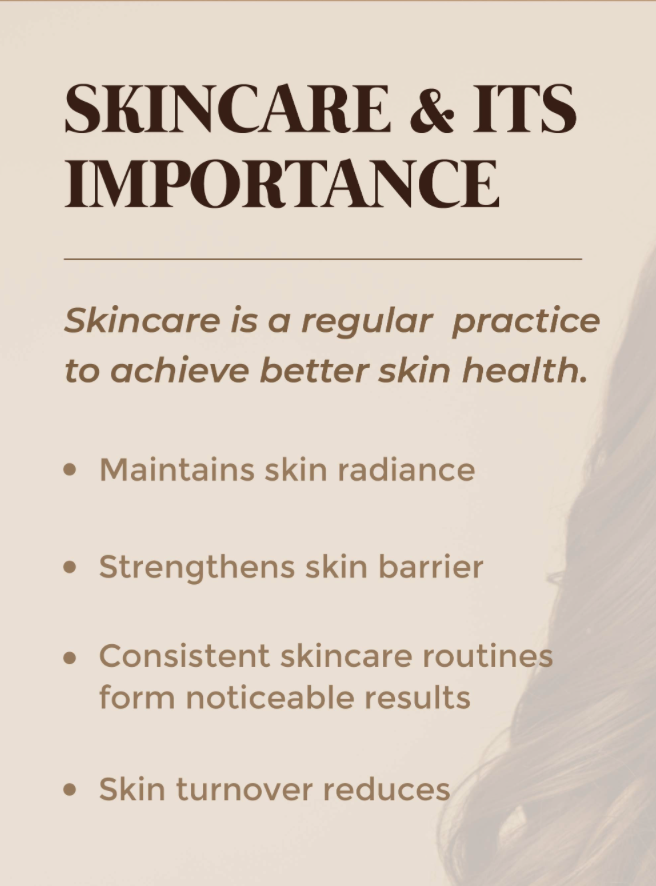 SKINCARE & ITS
IMPORTANCE
Skincare is a regular  practice
to achieve better skin health.
• Maintains skin radiance
• Strengthens skin barrier
• Consistent skincare routines
form noticeable results
• Skin turnover reduces